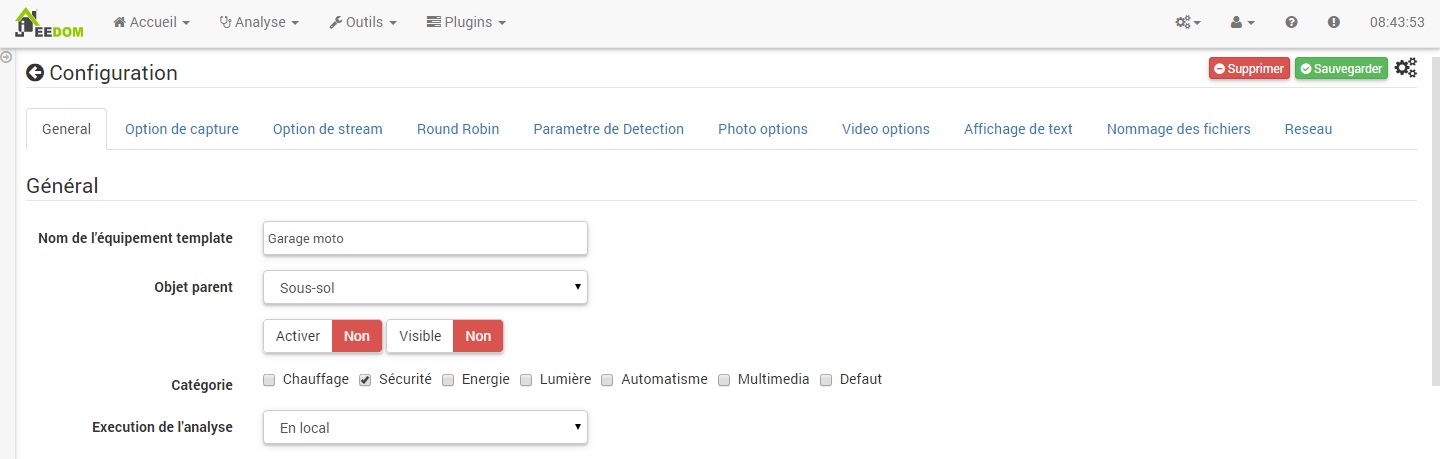 JEEDOM Accueil Analyse Outils Plugins 08:43:53
Configuration Supprimer Sauvegarder
General Option de capture Option de stream Round Robin Parametre de Detection Photo options Video options Affichage de text Nommage des fichiers Reseau
Général
Nom de l'équipement template Garage moto
Objet parent Sous-sol
Activer Non Visible Non
Catégorie Chauffage Sécurité Energie Lumière Automatisme Multimedia Defaut
Execution de l'analyse En local